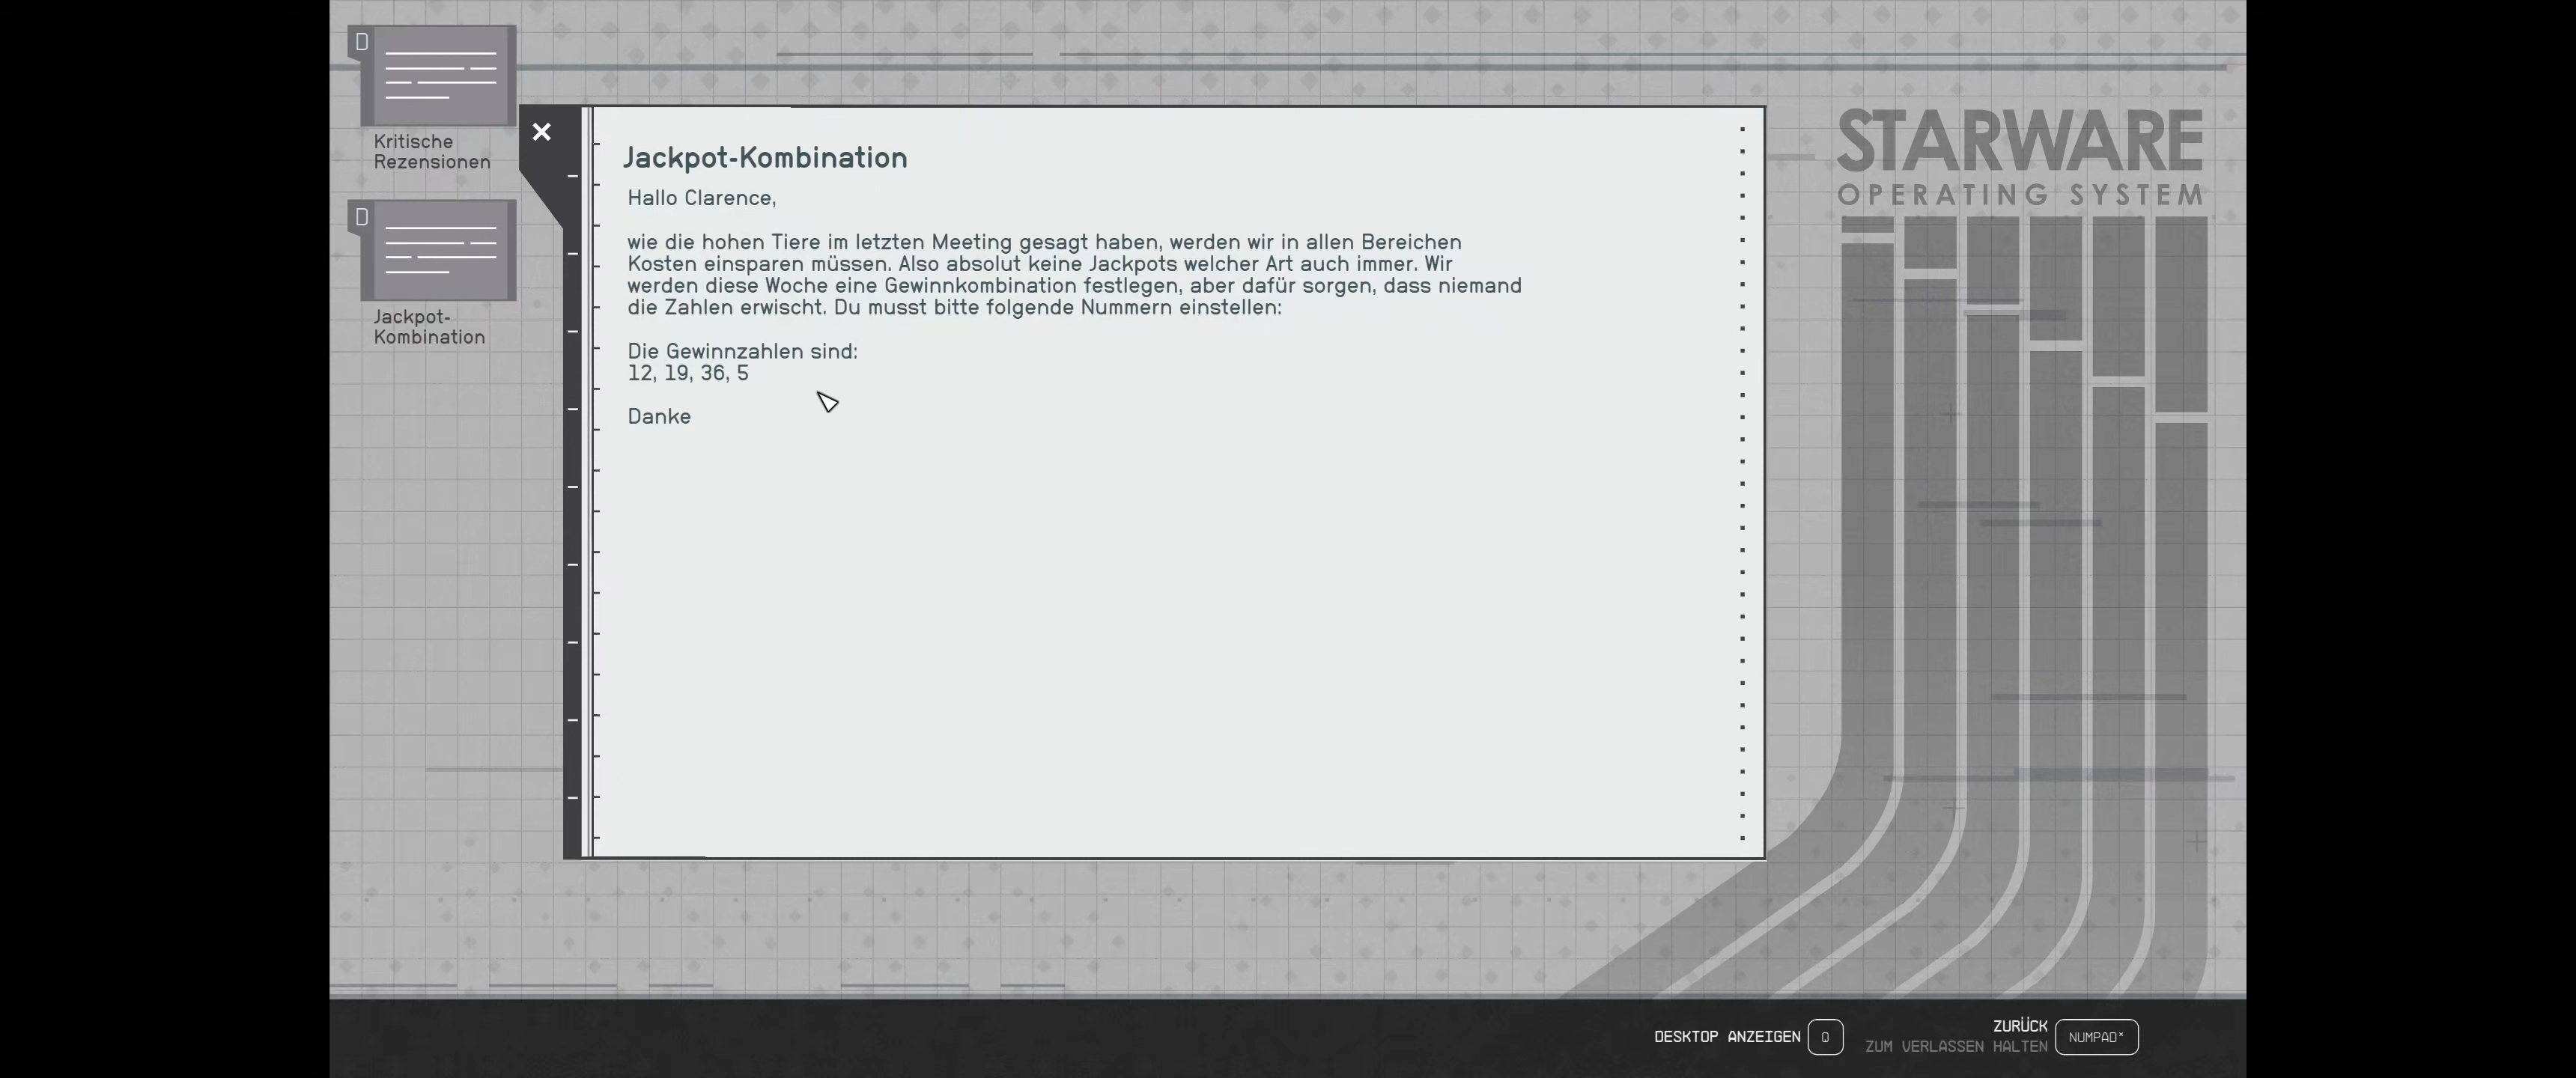 Kritische
Rezensionen
Jackpot-
Kombination
Jackpot-Kombination
Hallo Clarence,
wie die hohen Tiere im letzten Meeting gesagt haben, werden wir in allen Bereichen
Kosten einsparen müssen. Also absolut keine Jackpots welcher Art auch immer. Wir
werden diese Woche eine Gewinnkombination festlegen, aber dafür sorgen, dass niemand
die Zahlen erwischt. Du musst bitte folgende Nummern einstellen:
Die Gewinnzahlen sind:
12, 19, 36, 5
Danke
STARWARE
OPERATING SYSTEM
DESKTOP ANZEIGEN Q
ZURÜCK
ZUM VERLASSEN HALTEN NUMPAD*